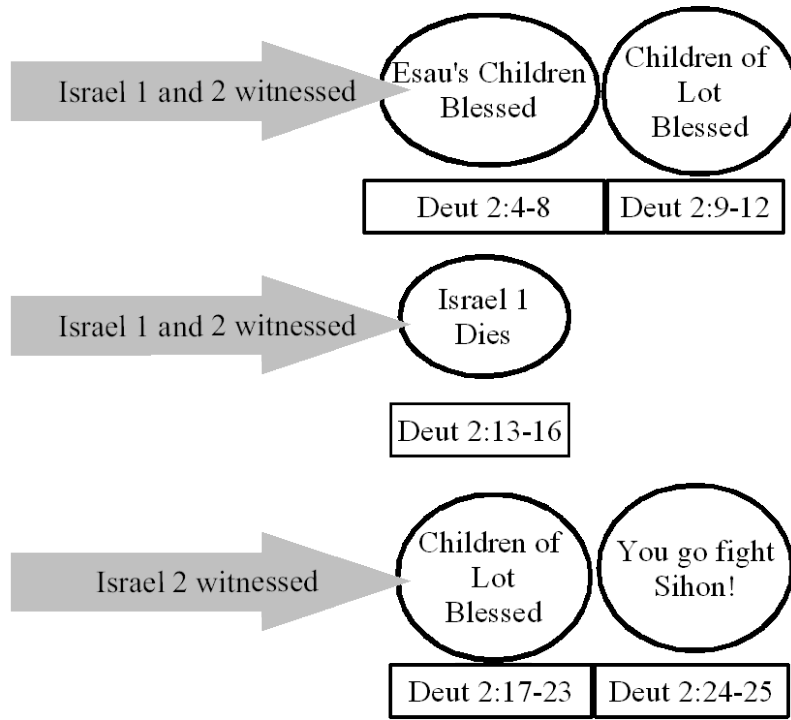 Israel 1 and 2 witnessed
Esau's Children
Blessed
Children of
Lot
Blessed
Deut 2:4-8
Deut 2:9-12
Israel 1 and 2 witnessed
Israel 1
Dies
Deut 2:13-16
Israel 2 witnessed
Children of
Lot
Blessed
You go fight
Sihon!
Deut 2:17-23
Deut 2:24-25